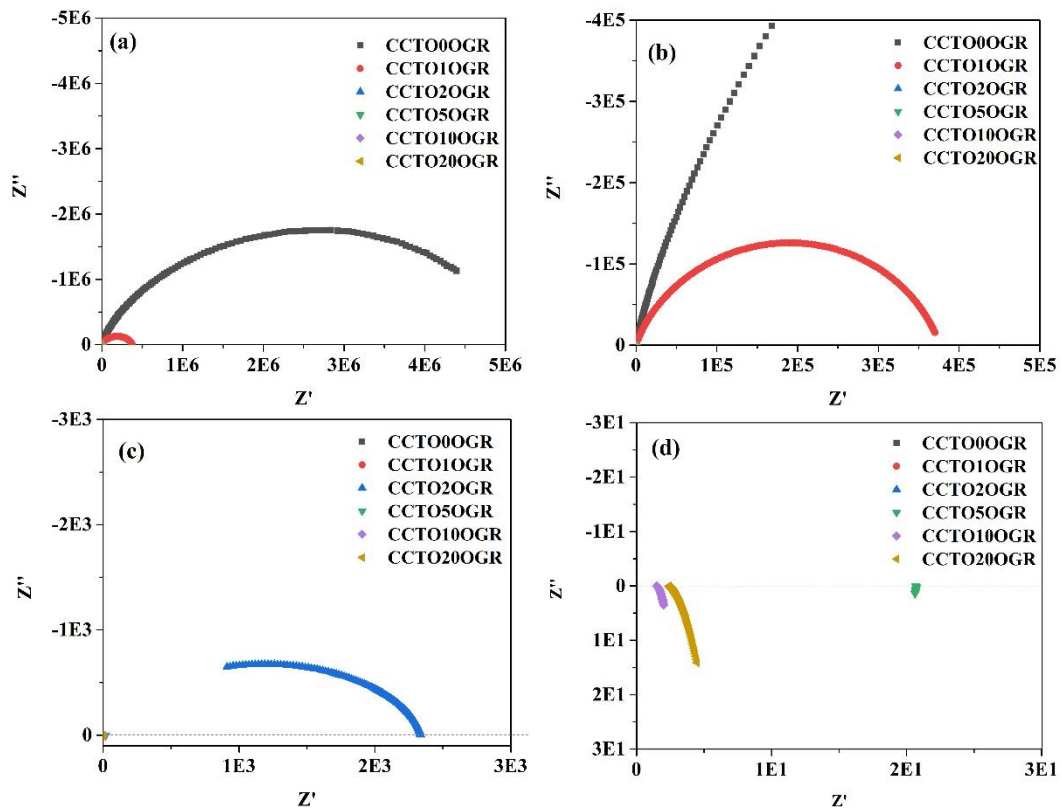 (a)
CCTO0OGR
CCTO1OGR
CCTO2OGR
CCTO5OGR
CCTO10OGR
CCTO20OGR
-5E6
-4E6
-3E6
-2E6
-1E6
0
Z''
0 1E6 2E6 3E6 4E6 5E6
Z'
(b)
CCTO0OGR
CCTO1OGR
CCTO2OGR
CCTO5OGR
CCTO10OGR
CCTO20OGR
-4E5
-3E5
-2E5
-1E5
0
Z''
0 1E5 2E5 3E5 4E5 5E5
Z'
(c)
CCTO0OGR
CCTO1OGR
CCTO2OGR
CCTO5OGR
CCTO10OGR
CCTO20OGR
-3E3
-2E3
-1E3
0
Z''
0 1E3 2E3 3E3
Z'
(d)
CCTO0OGR
CCTO1OGR
CCTO2OGR
CCTO5OGR
CCTO10OGR
CCTO20OGR
-3E1
-2E1
-1E1
0
1E1
2E1
3E1
Z''
0 1E1 2E1 3E1
Z'